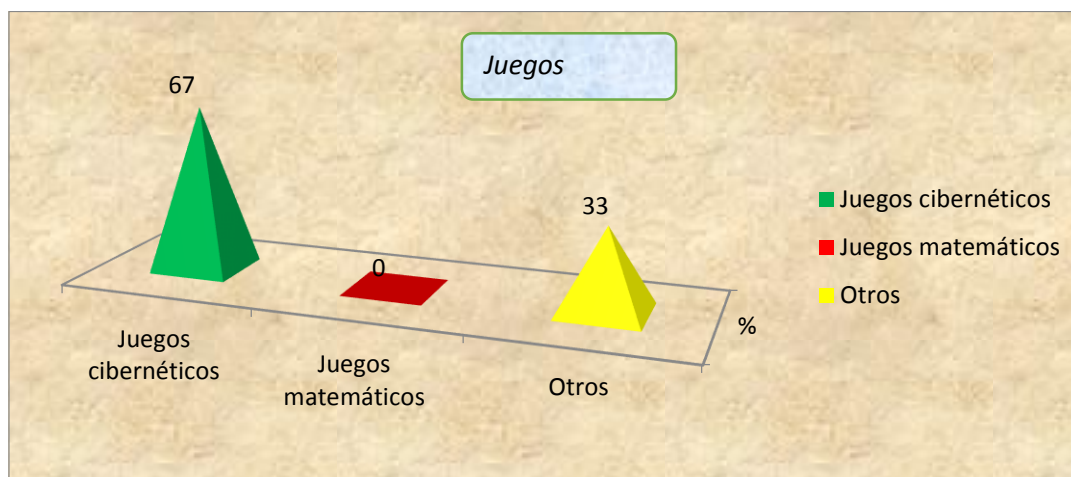 Juegos
67
0
33
%
Juegos
cibernéticos
Juegos
matemáticos
Otros
Juegos cibernéticos
Juegos matemáticos
Otros